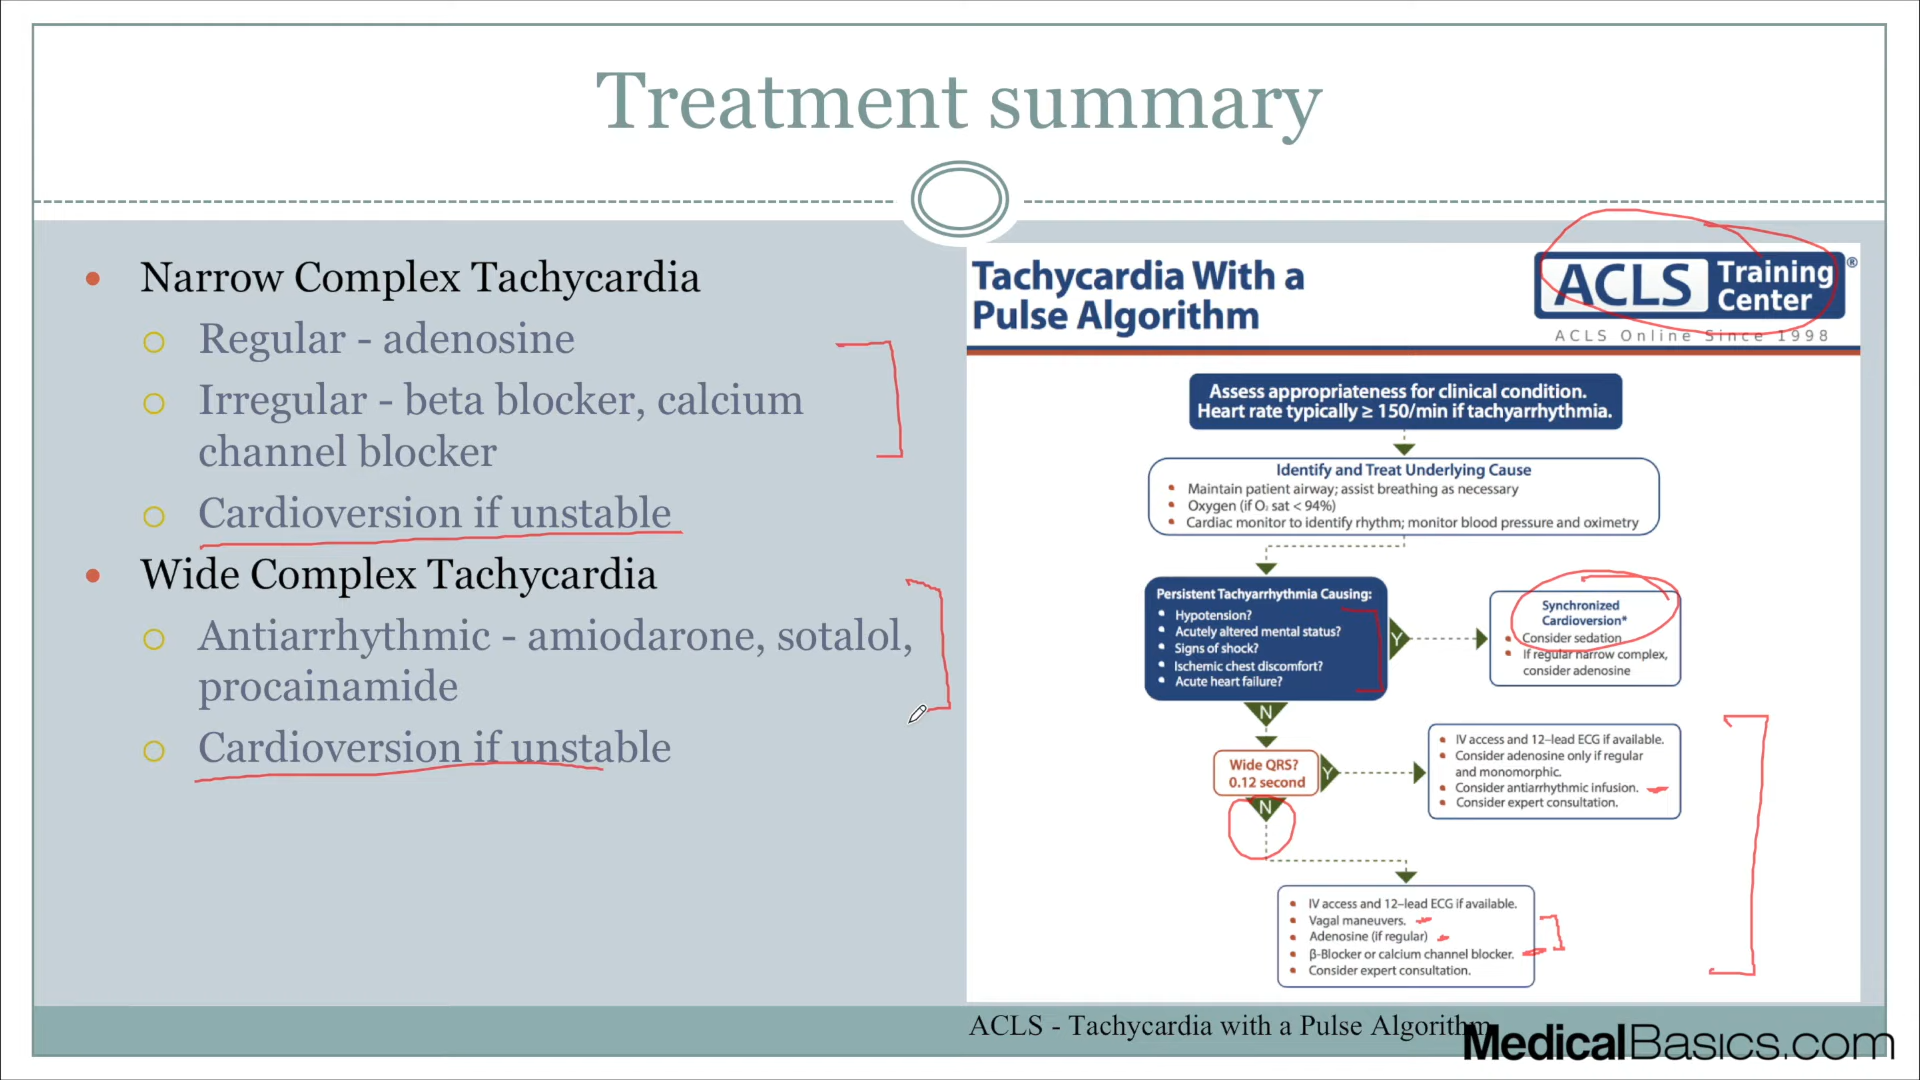 Treatment summary
Narrow Complex Tachycardia
Regular - adenosine
Irregular - beta blocker, calcium
channel blocker
Cardioversion if unstable
Wide Complex Tachycardia
Antiarrhythmic - amiodarone, sotalol,
procainamide
Cardioversion if unstable
Tachycardia With a
Pulse Algorithm
ACLS Training
Center®
ACLS Online Since 1998
Assess appropriateness for clinical condition.
Heart rate typically ≥ 150/min if tachyarrhythmia.
Identify and Treat Underlying Cause
Maintain patient airway; assist breathing as necessary
Oxygen (if O₂ sat < 94%)
Cardiac monitor to identify rhythm; monitor blood pressure and oximetry
Persistent Tachyarrhythmia Causing:
Hypotension?
Acutely altered mental status?
Signs of shock?
Ischemic chest discomfort?
Acute heart failure?
Y
Synchronized
Cardioversion*
Consider sedation
If regular narrow complex,
consider adenosine
N
Wide QRS?
0.12 second
Y
IV access and 12–lead ECG if available.
Consider adenosine only if regular
and monomorphic.
Consider antiarrhythmic infusion.
Consider expert consultation.
N
IV access and 12–lead ECG if available.
Vagal maneuvers.
Adenosine (if regular)
β-Blocker or calcium channel blocker.
Consider expert consultation.
ACLS - Tachycardia with a Pulse Algorithm
MedicalBasics.com